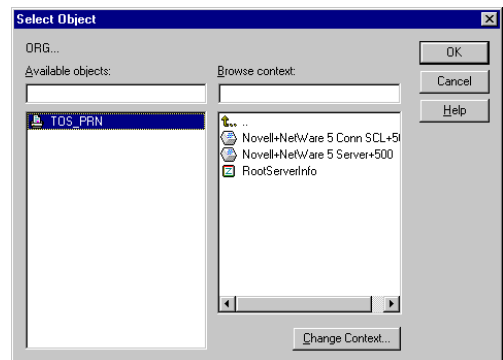 Select Object
ORG...
Available objects:
Browse context:
OK
Cancel
Help
TOS_PRN
..
Novell+NetWare 5 Conn SCL+50
Novell+NetWare 5 Server+500
RootServerInfo
Change Context...